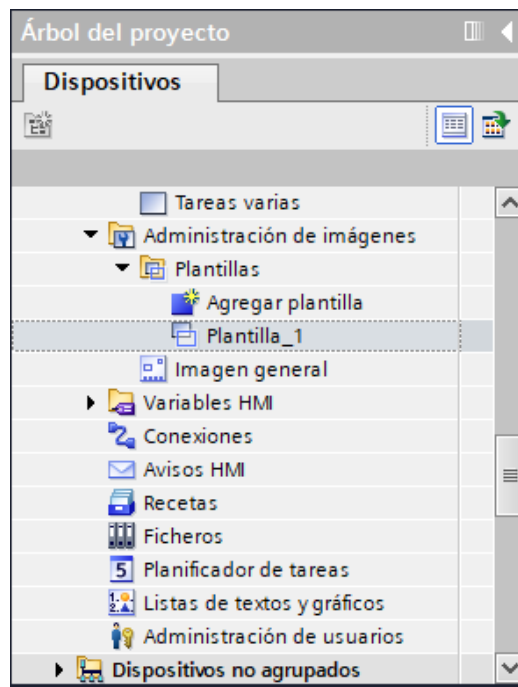 Árbol del proyecto
Dispositivos
Tareas varias
Administración de imágenes
Plantillas
Agregar plantilla
Plantilla_1
Imagen general
Variables HMI
Conexiones
Avisos HMI
Recetas
Ficheros
Planificador de tareas
Listas de textos y gráficos
Administración de usuarios
Dispositivos no agrupados